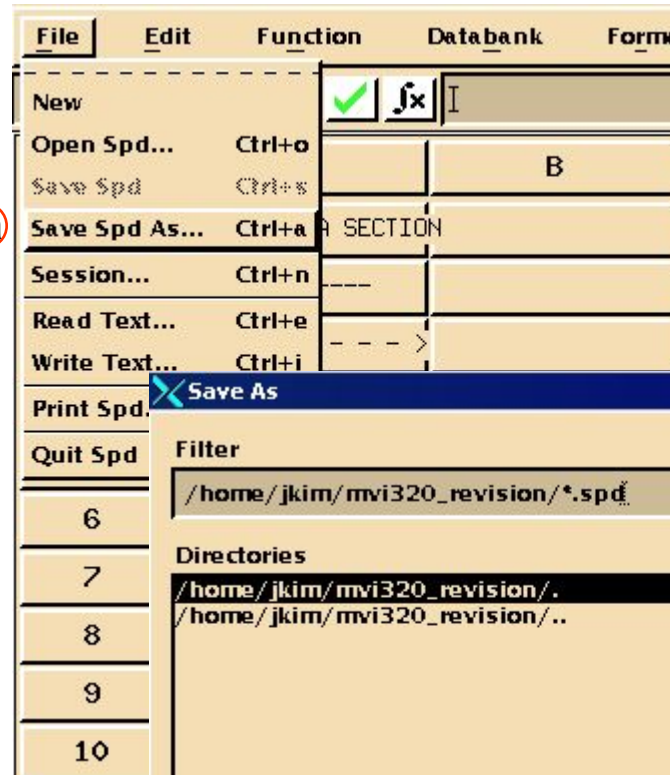 File Edit Function Databank
New
Open Spd... Ctrl+o
B
Save Spd Ctrl+s
Save Spd As... Ctrl+a A SECTION
Session... Ctrl+n ----
Read Text... Ctrl+e
Write Text... Ctrl+i - - - >
Save As
Print Spd.
Filter
Quit Spd
/home/jkim/mvi320_revision/*.spd
6
Directories
7
/home/jkim/mvi320_revision/.
/home/jkim/mvi320_revision/..
8
9
10